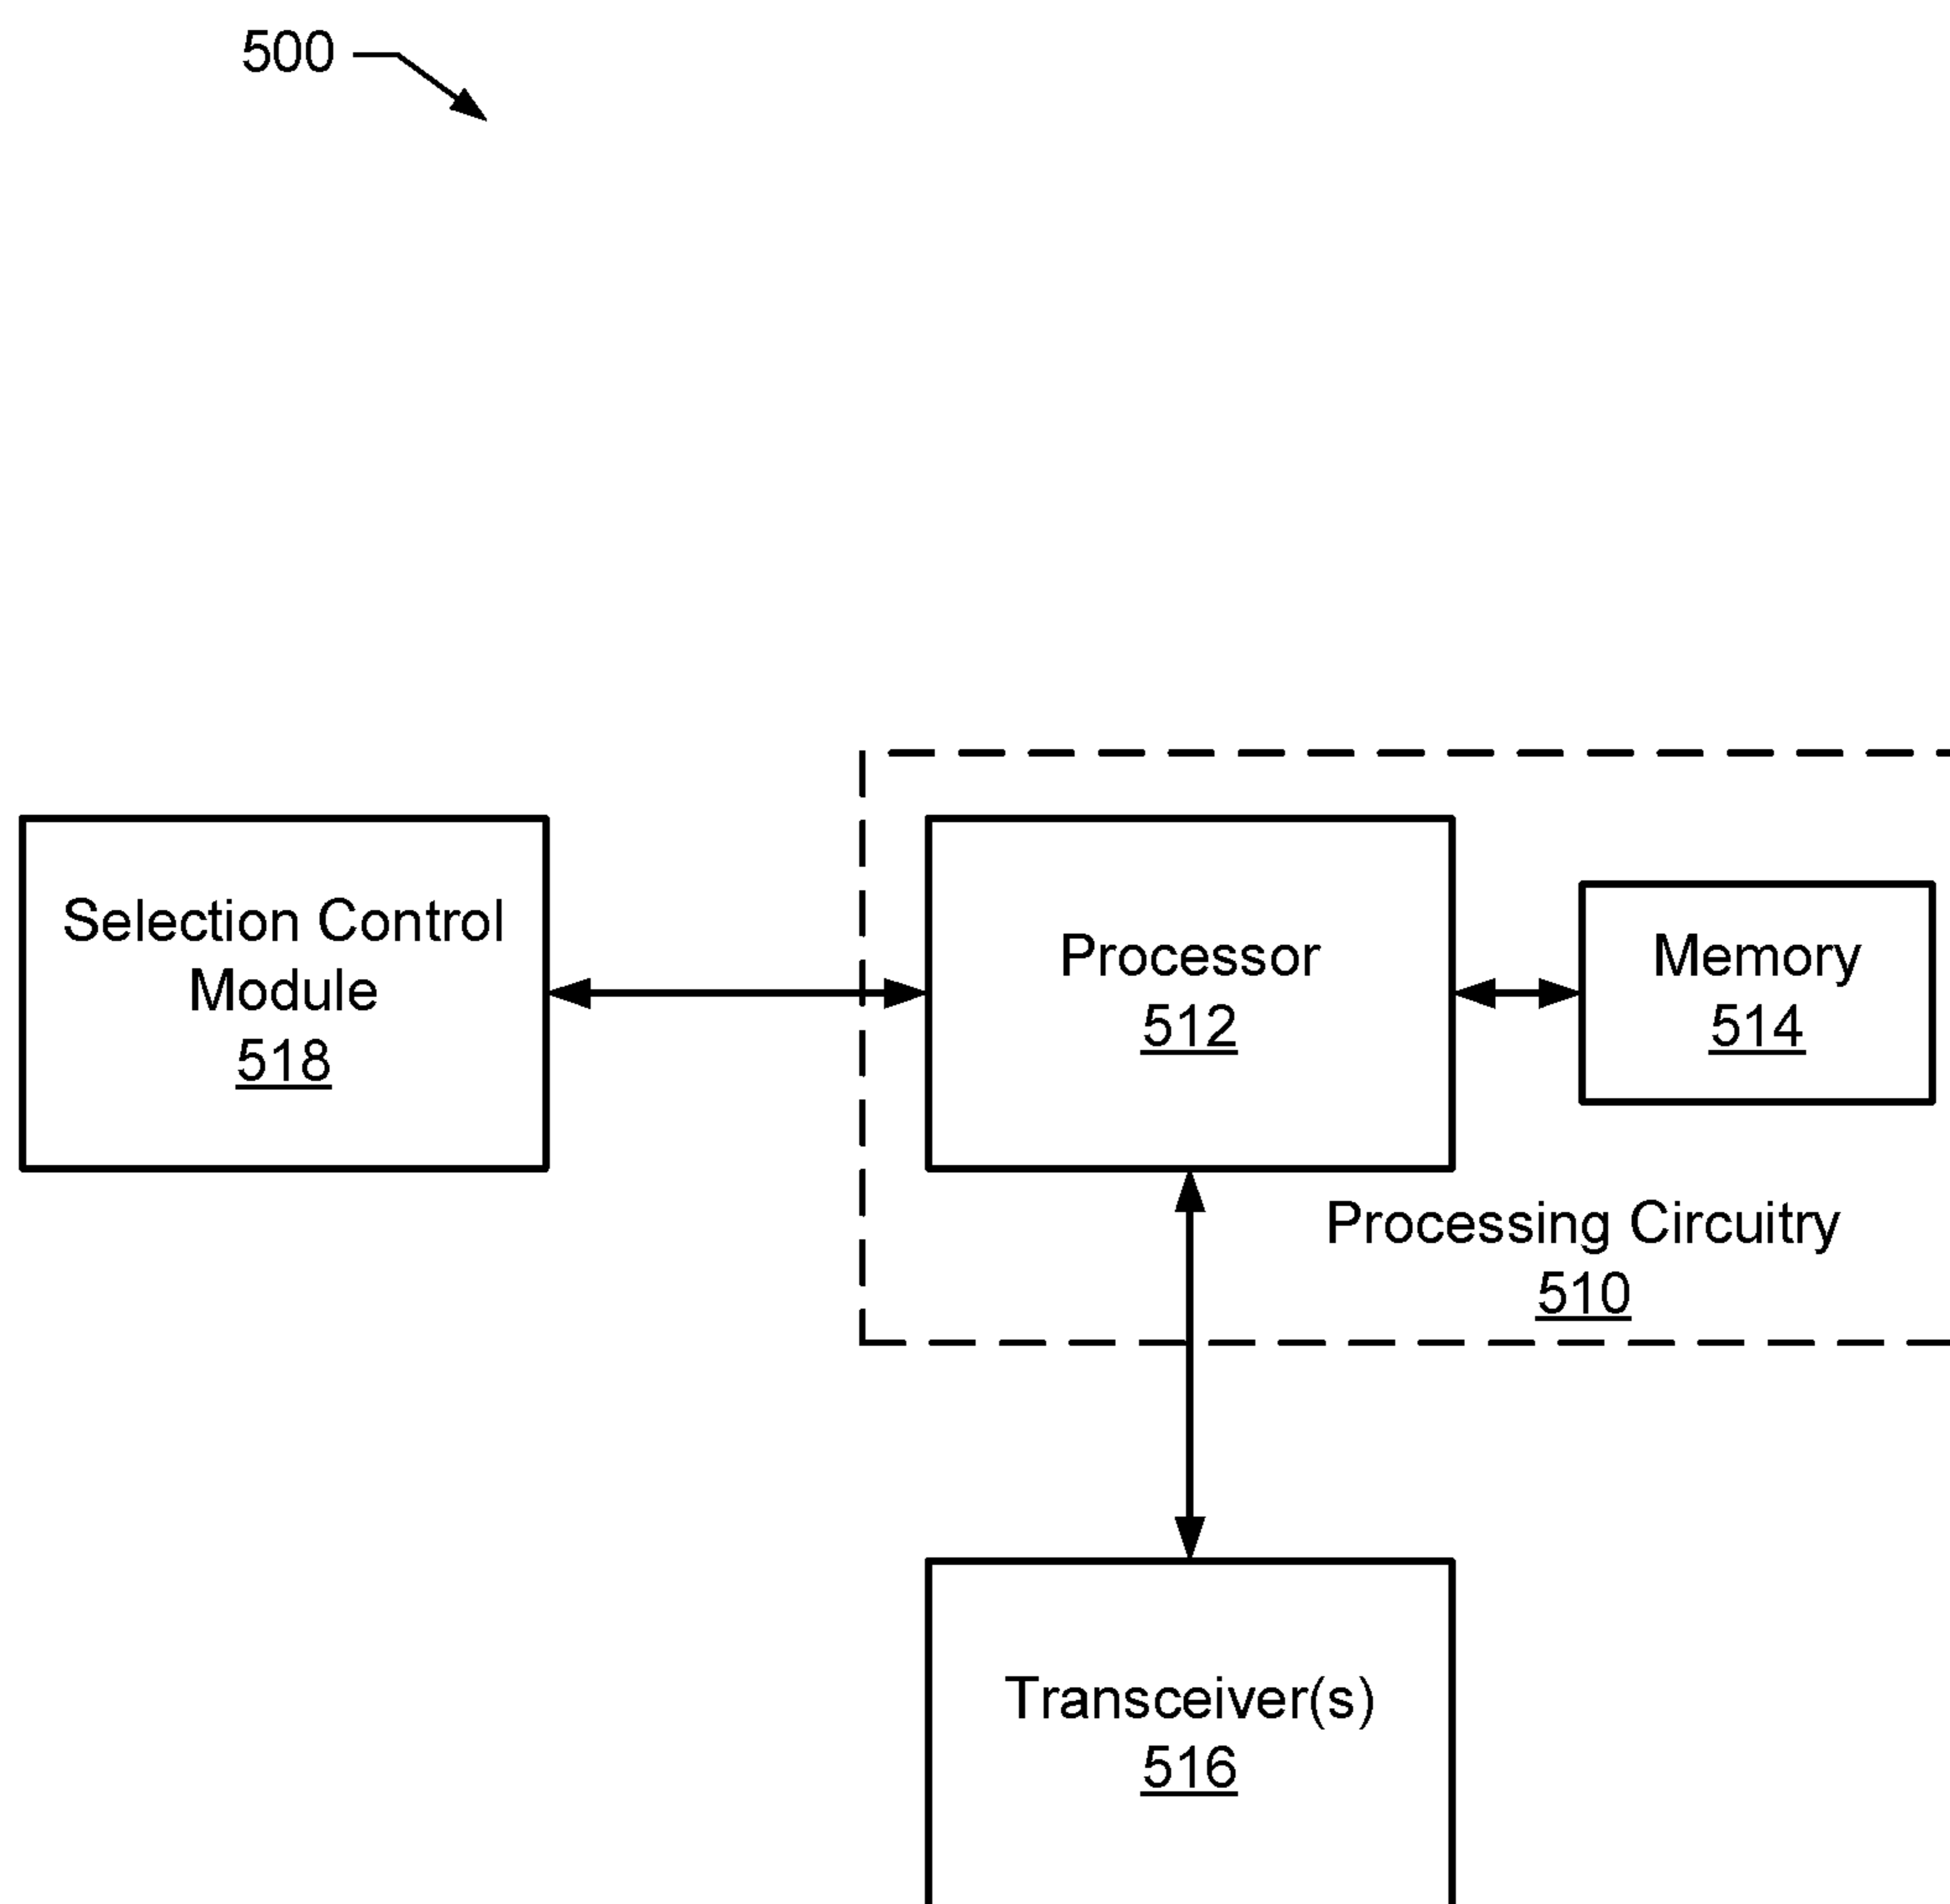 500
Selection Control
Module
518
Processor
512
Memory
514
Processing Circuitry
510
Transceiver(s)
516